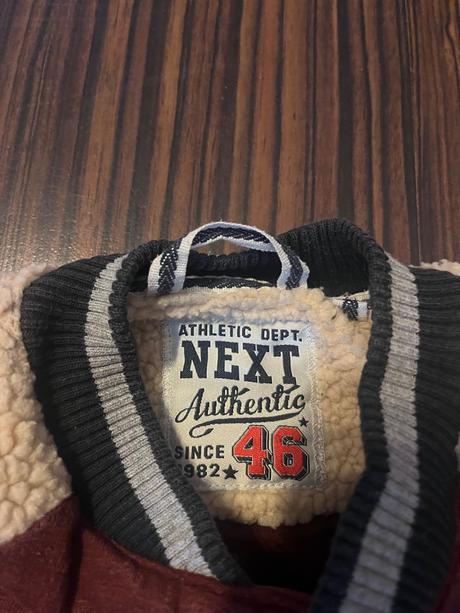 ATHLETIC DEPT.
NEXT
Authentic
SINCE 46
1982★